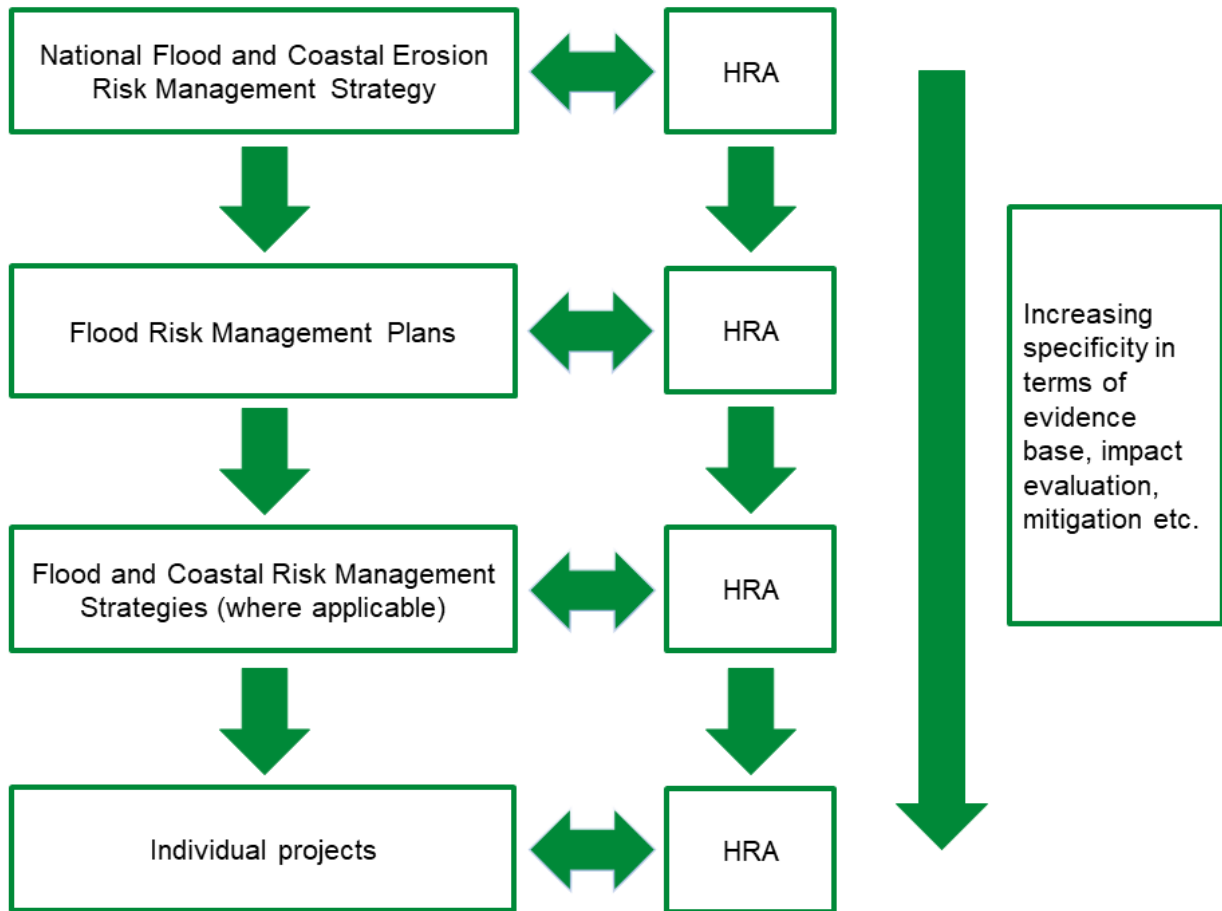 National Flood and Coastal Erosion
Risk Management Strategy
HRA
Flood Risk Management Plans
HRA
Increasing
specificity in
terms of
evidence
base, impact
evaluation,
mitigation etc.
Flood and Coastal Risk Management
Strategies (where applicable)
HRA
Individual projects
HRA